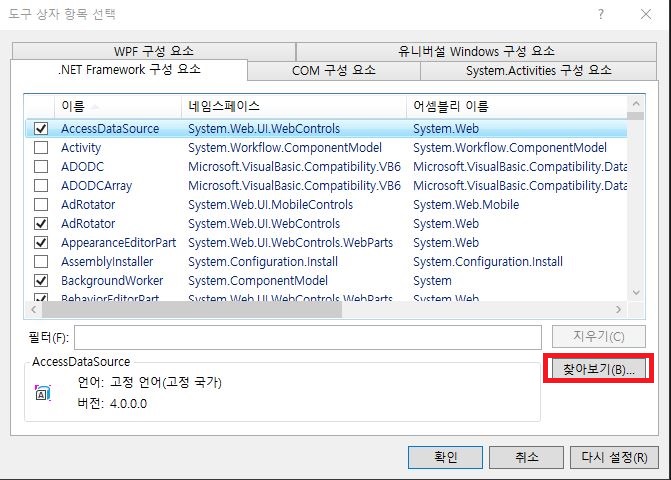 도구 상자 항목 선택
WPF 구성 요소 유니버설 Windows 구성 요소
.NET Framework 구성 요소 COM 구성 요소 System.Activities 구성 요소
이름 네임스페이스 어셈블리 이름
AccessDataSource System.Web.UI.WebControls System.Web
Activity System.Workflow.ComponentModel System.Workflow.ComponentModel
ADODC Microsoft.VisualBasic.Compatibility.VB6 Microsoft.VisualBasic.Compatibility.Data
ADODCArray Microsoft.VisualBasic.Compatibility.VB6 Microsoft.VisualBasic.Compatibility.Data
AdRotator System.Web.UI.MobileControls System.Web.Mobile
AdRotator System.Web.UI.WebControls System.Web
AppearanceEditorPart System.Web.UI.WebControls.WebParts System.Web
AssemblyInstaller System.Configuration.Install System.Configuration.Install
BackgroundWorker System.ComponentModel System
BehaviorEditorPart System.Web.UI.WebControls.WebParts System.Web
필터(F): 지우기(C)
AccessDataSource
찾아보기(B)...
언어: 고정 언어(고정 국가)
버전: 4.0.0.0
확인 취소 다시 설정(R)